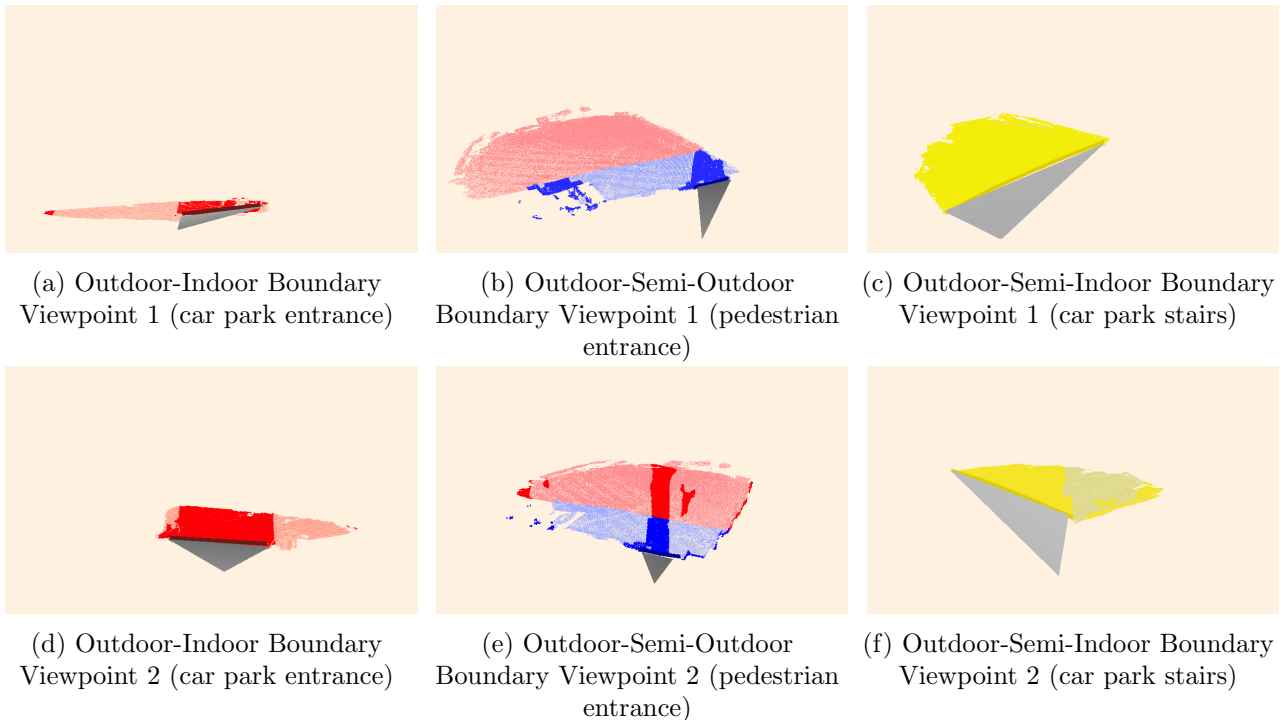 (a) Outdoor-Indoor Boundary
Viewpoint 1 (car park entrance)
(b) Outdoor-Semi-Outdoor
Boundary Viewpoint 1 (pedestrian
entrance)
(c) Outdoor-Semi-Indoor Boundary
Viewpoint 1 (car park stairs)
(d) Outdoor-Indoor Boundary
Viewpoint 2 (car park entrance)
(e) Outdoor-Semi-Outdoor
Boundary Viewpoint 2 (pedestrian
entrance)
(f) Outdoor-Semi-Indoor Boundary
Viewpoint 2 (car park stairs)